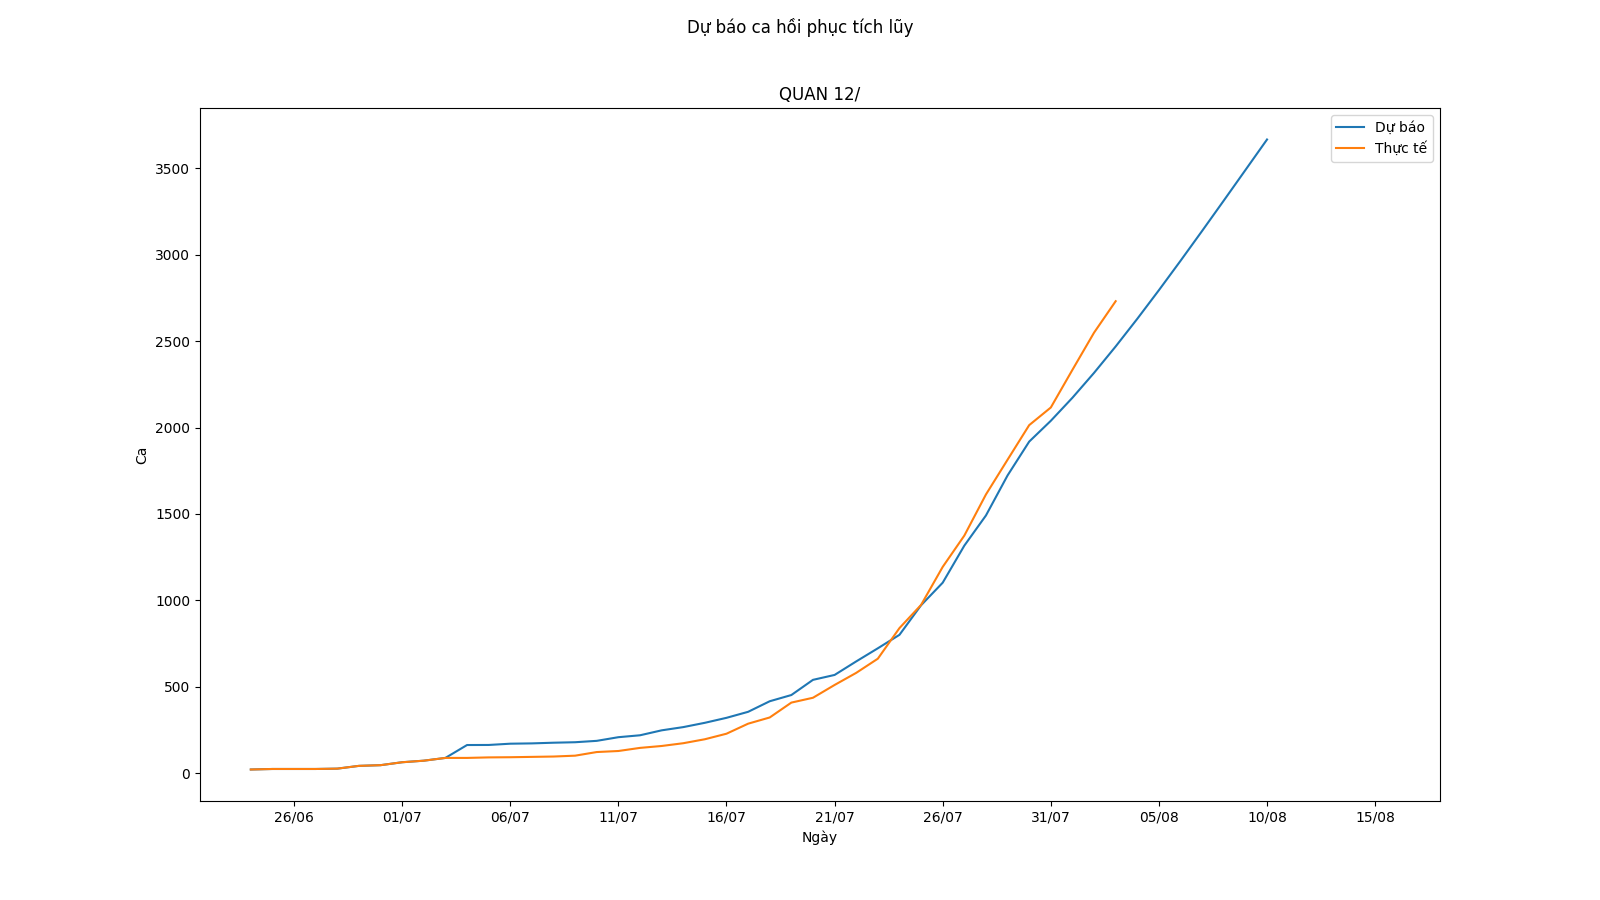 Dự báo ca hồi phục tích lũy
QUAN 12/
Dự báo
Thực tế
3500
3000
2500
2000
1500
1000
500
0
Ca
26/06 01/07 06/07 11/07 16/07 21/07 26/07 31/07 05/08 10/08 15/08
Ngày